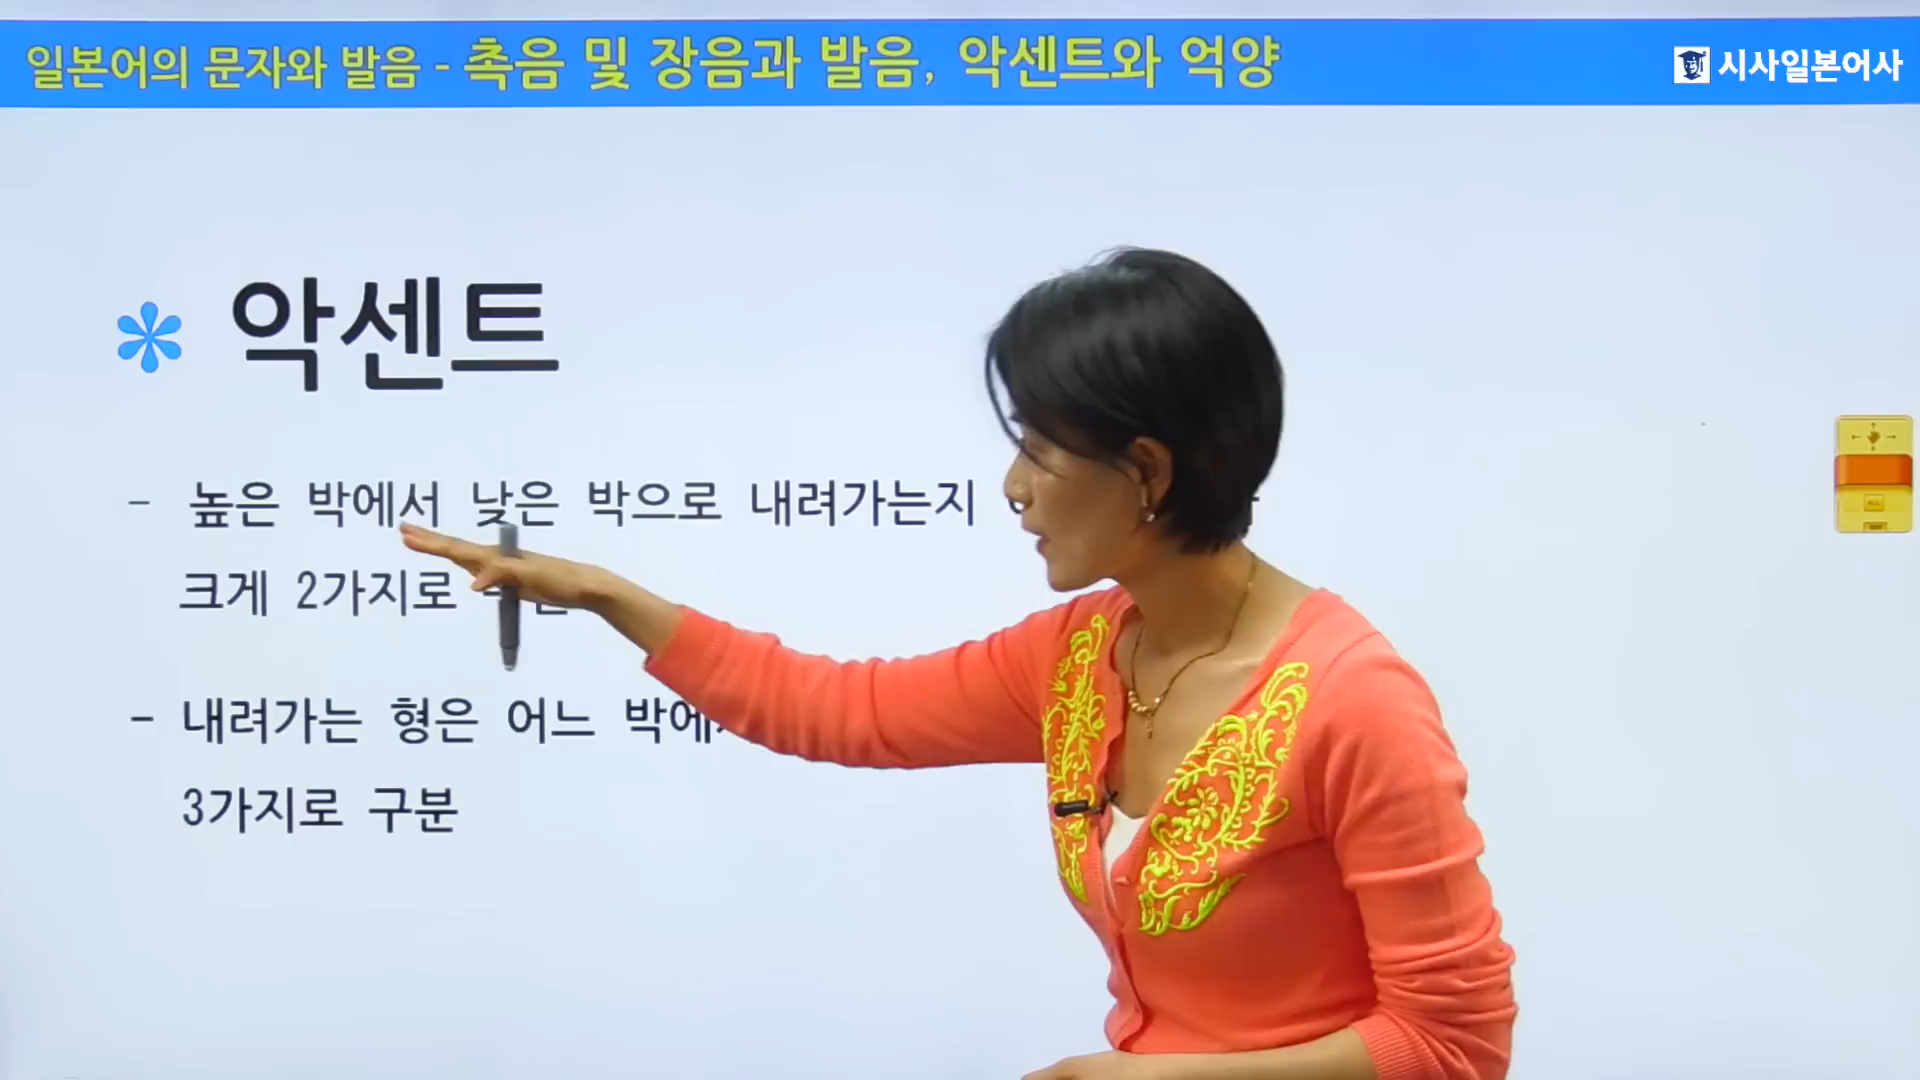 일본어의 문자와 발음 - 촉음 및 장음과 발음, 악센트와 억양
시사일본어사
* 악센트
- 높은 박에서 낮은 박으로 내려가는지
크게 2가지로
- 내려가는 형은 어느
3가지로 구분